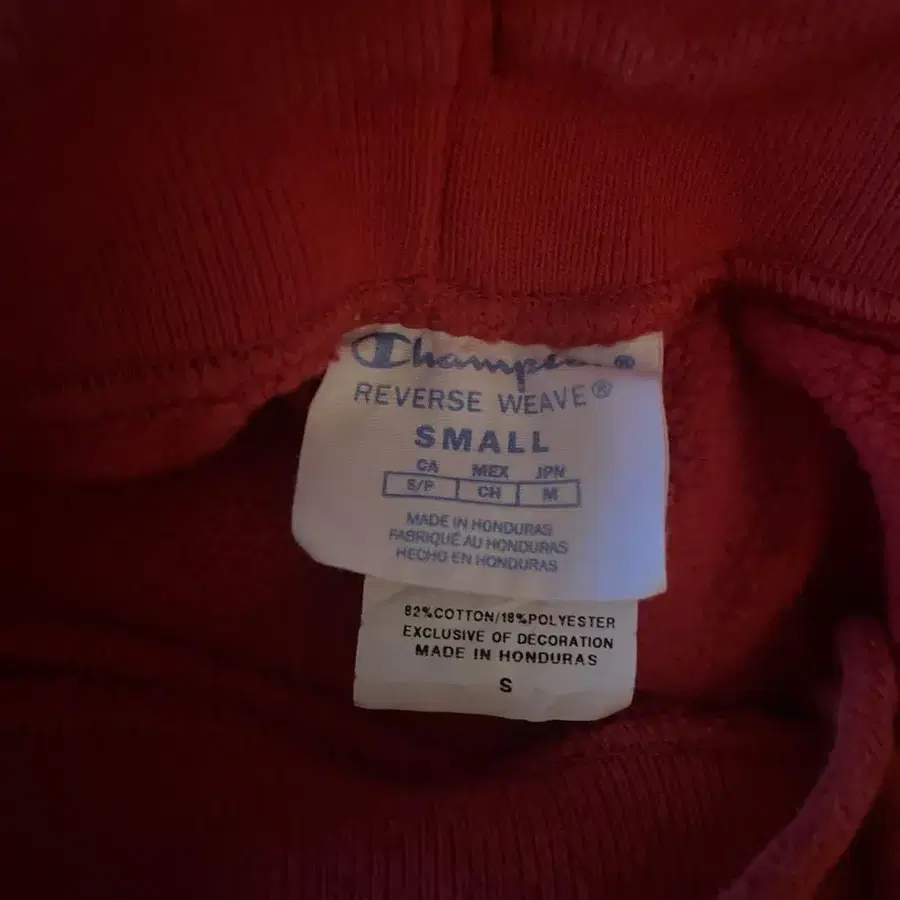 Champion®
REVERSE WEAVE®
SMALL
CA MEX JPN
S/P CH M
MADE IN HONDURAS
FABRIQUÉ AU HONDURAS
HECHO EN HONDURAS
82%COTTON/18%POLYESTER
EXCLUSIVE OF DECORATION
MADE IN HONDURAS
S